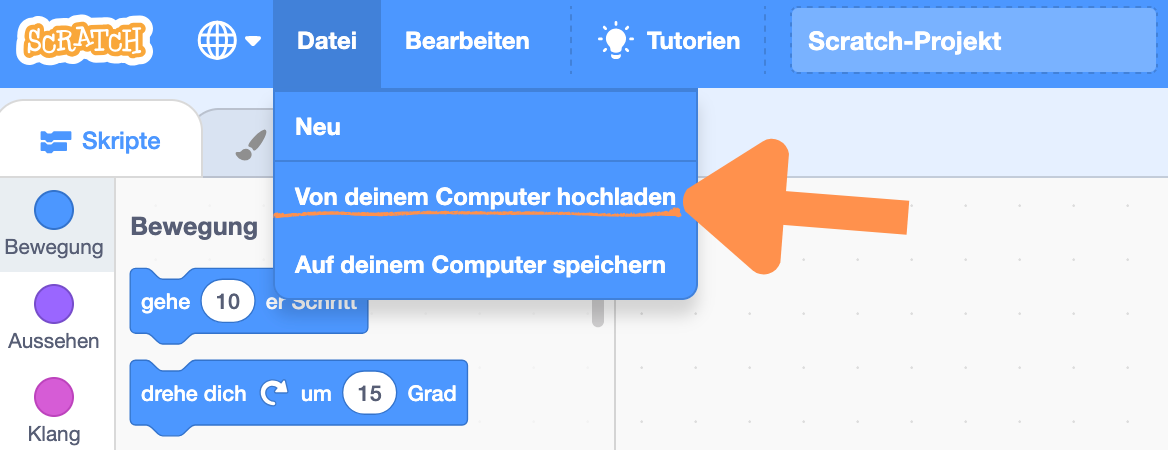 SCRATCH
Datei
Bearbeiten
Tutorien
Scratch-Projekt
Skripte
Neu
Von deinem Computer hochladen
Auf deinem Computer speichern
Bewegung
Aussehen
Klang
Bewegung
gehe 10 er Schritt
drehe dich um 15 Grad